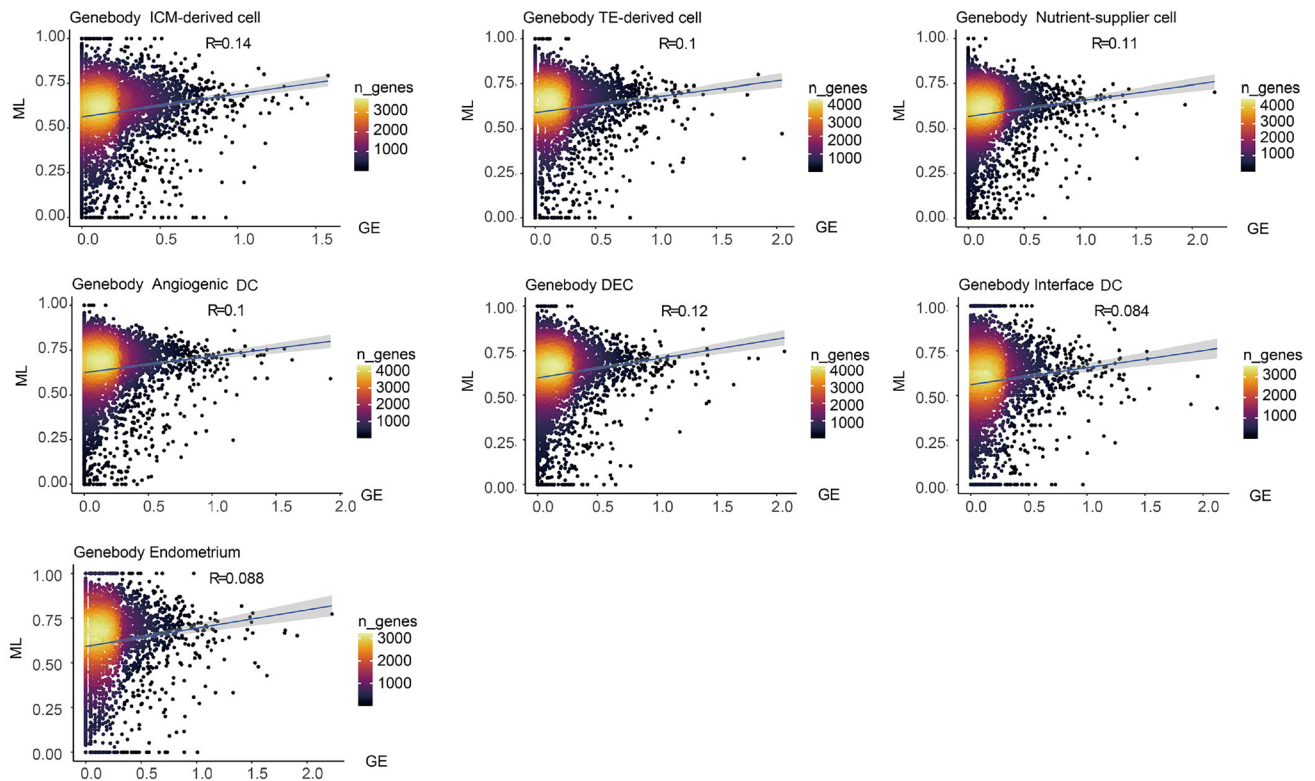 Genebody ICM-derived cell
R=0.14
1.00
0.75
0.50
0.25
0.00
ML
0.0 0.5 1.0 1.5
GE
n_genes
3000
2000
1000
Genebody TE-derived cell
R=0.1
1.00
0.75
0.50
0.25
0.00
ML
0.0 0.5 1.0 1.5 2.0
GE
n_genes
4000
3000
2000
1000
Genebody Nutrient-supplier cell
R=0.11
1.00
0.75
0.50
0.25
0.00
ML
0.0 0.5 1.0 1.5 2.0
GE
n_genes
4000
3000
2000
1000
Genebody Angiogenic DC
R=0.1
1.00
0.75
0.50
0.25
0.00
ML
0.0 0.5 1.0 1.5 2.0
GE
n_genes
4000
3000
2000
1000
Genebody DEC
R=0.12
1.00
0.75
0.50
0.25
0.00
ML
0.0 0.5 1.0 1.5 2.0
GE
n_genes
4000
3000
2000
1000
Genebody Interface DC
R=0.084
1.00
0.75
0.50
0.25
0.00
ML
0.0 0.5 1.0 1.5 2.0
GE
n_genes
3000
2000
1000
Genebody Endometrium
R=0.088
1.00
0.75
0.50
0.25
0.00
ML
0.0 0.5 1.0 1.5 2.0
GE
n_genes
3000
2000
1000